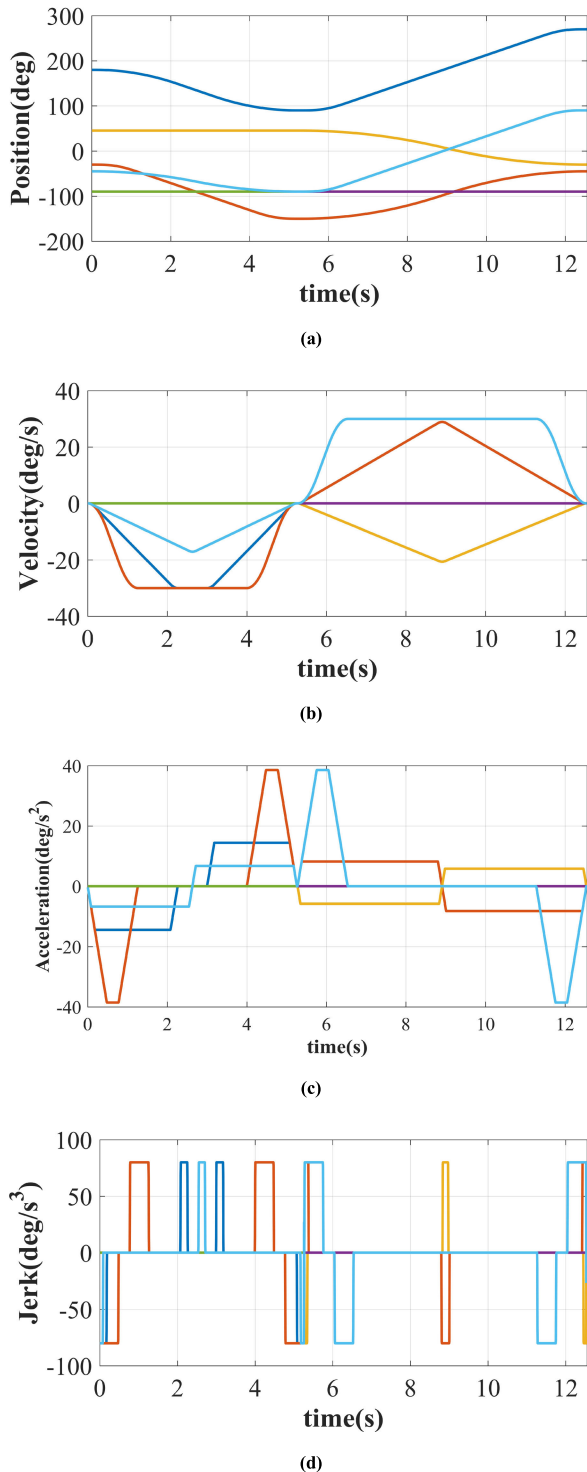 300
200
100
0
-100
-200
Position(deg)
0 2 4 6 8 10 12
time(s)
(a)
40
20
0
-20
-40
Velocity(deg/s)
0 2 4 6 8 10 12
time(s)
(b)
40
20
0
-20
-40
Acceleration(deg/s²)
0 2 4 6 8 10 12
time(s)
(c)
100
50
0
-50
-100
Jerk(deg/s³)
0 2 4 6 8 10 12
time(s)
(d)